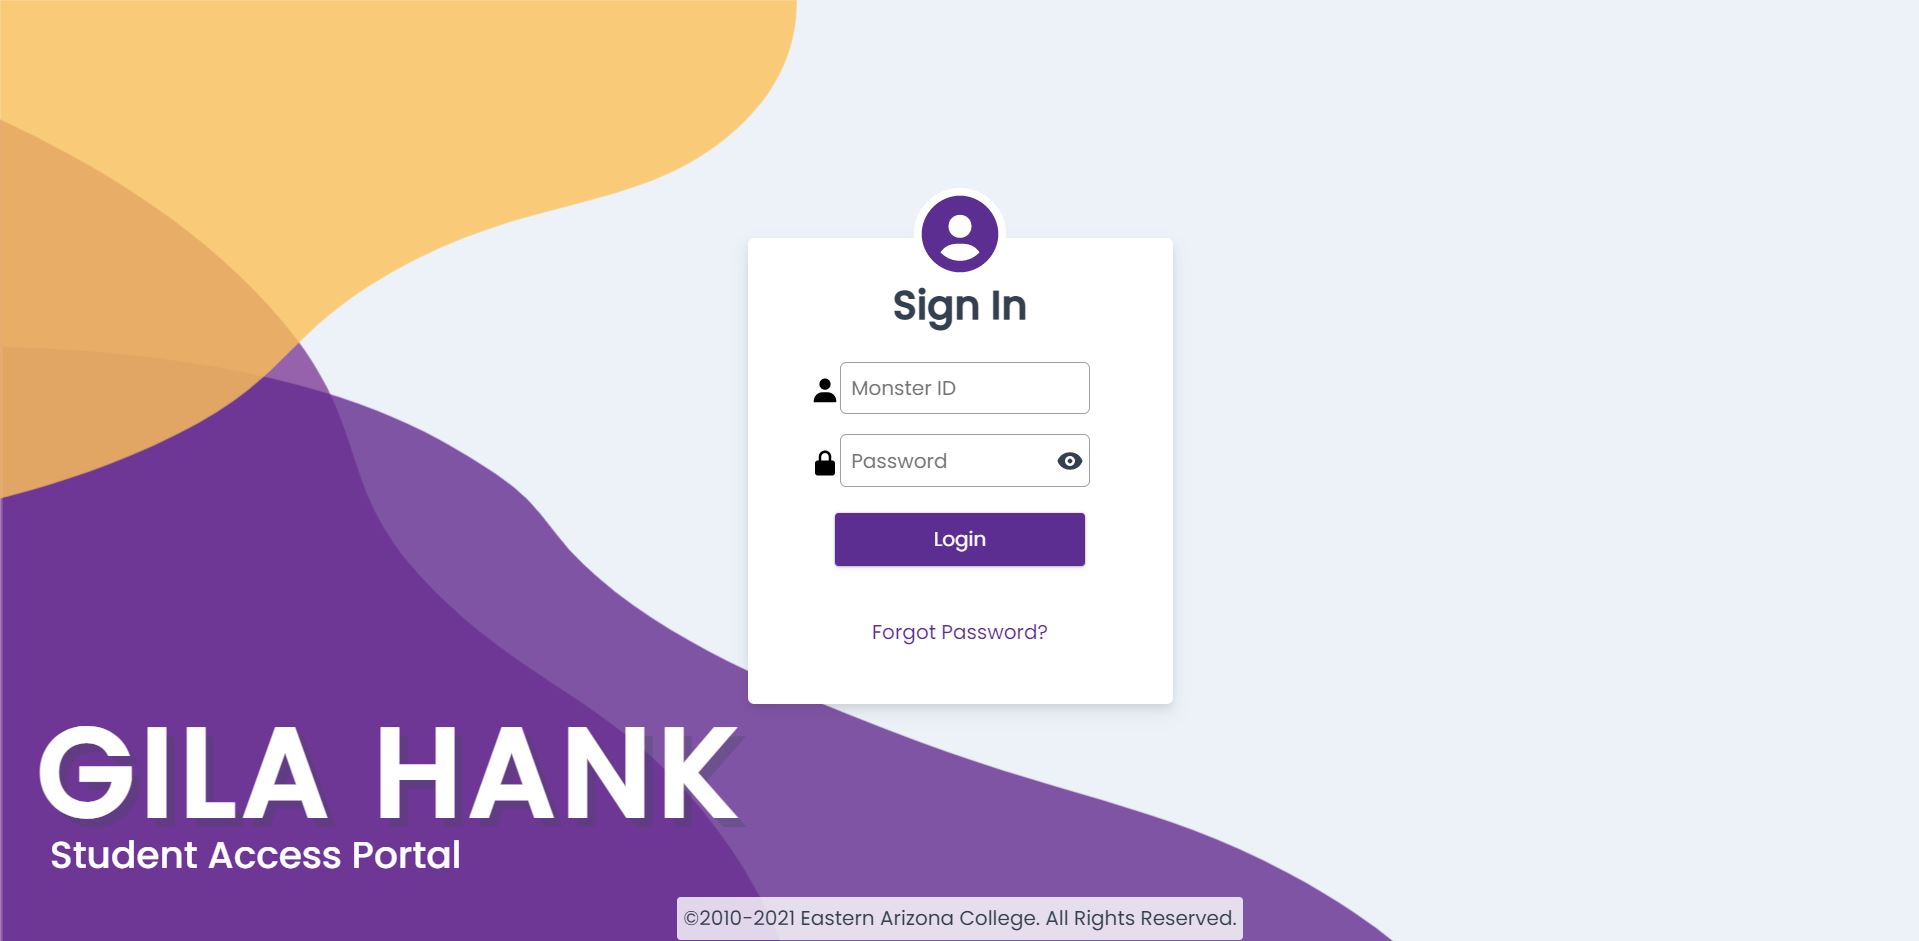 Sign In
Monster ID
Password
Login
Forgot Password?
GILA HANK
Student Access Portal
©2010-2021 Eastern Arizona College. All Rights Reserved.